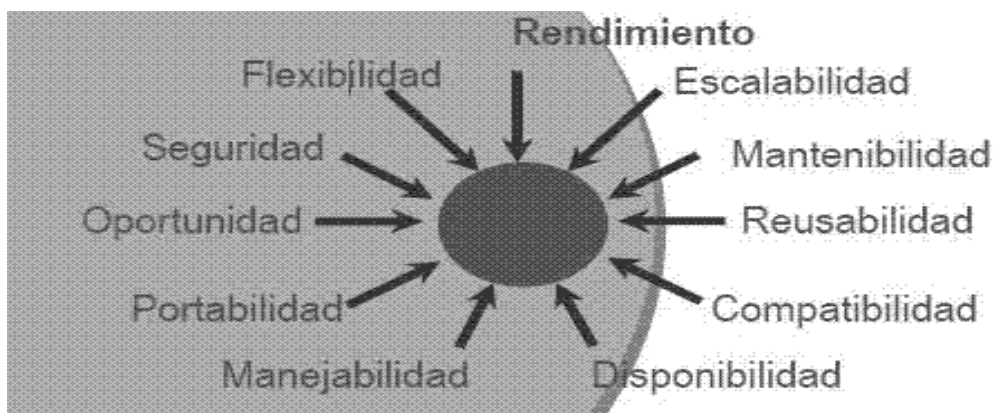 Rendimiento
Flexibilidad
Escalabilidad
Seguridad
Mantenibilidad
Oportunidad
Reusabilidad
Portabilidad
Compatibilidad
Manejabilidad
Disponibilidad